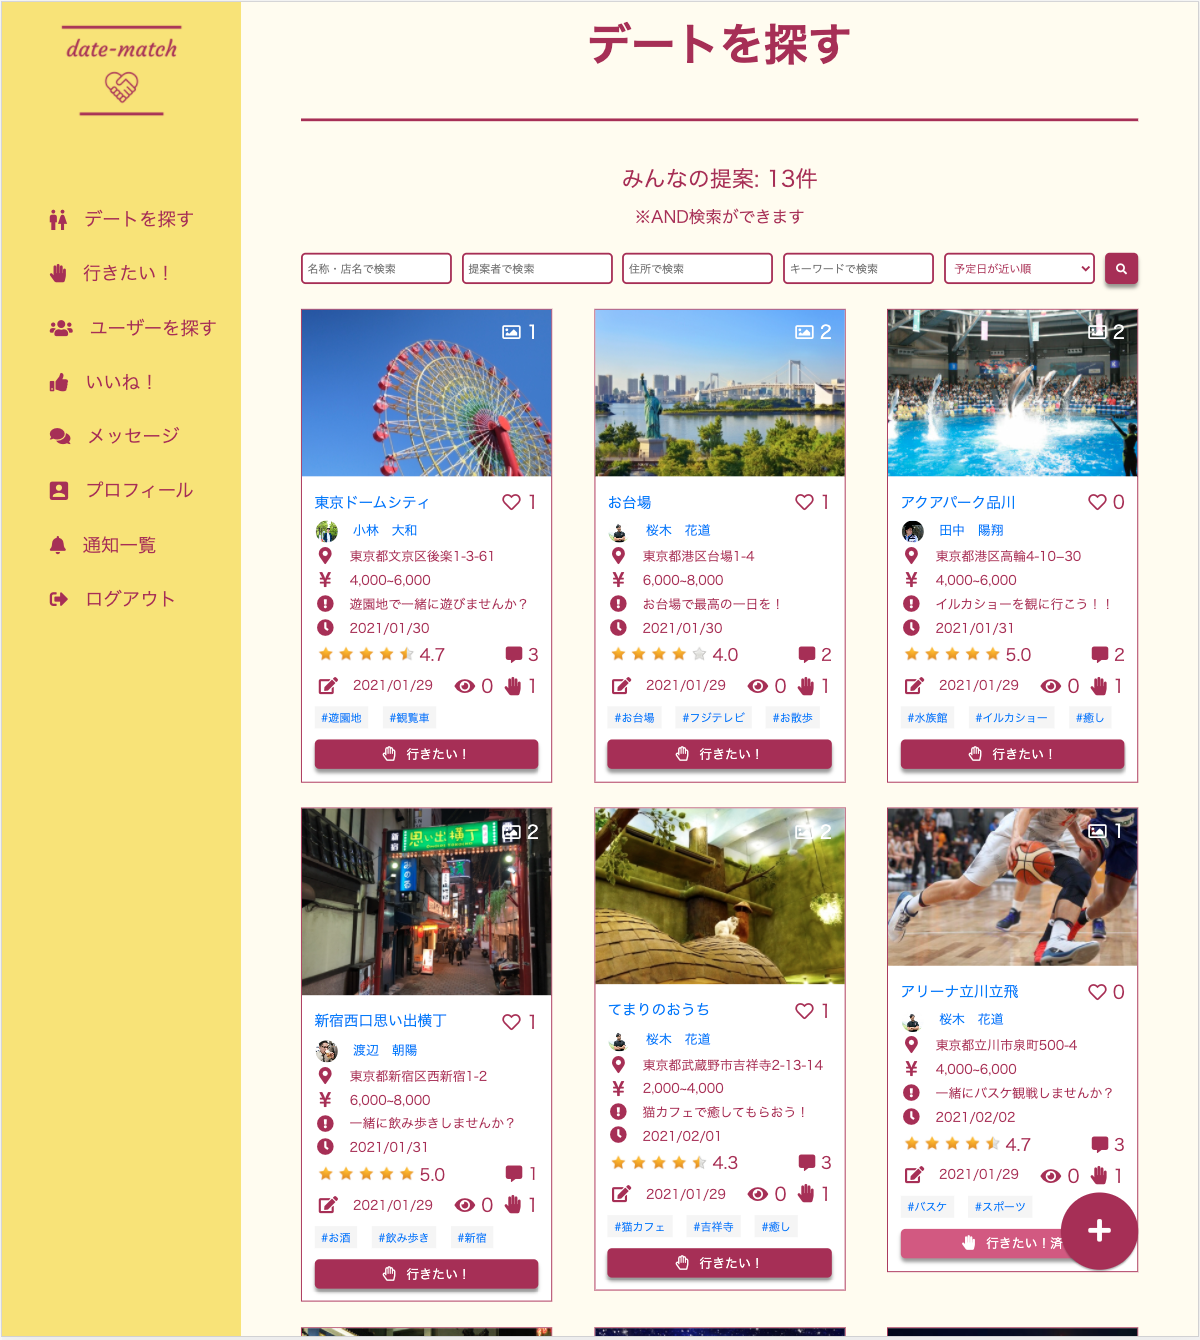 date-match
デートを探す
行きたい！
ユーザーを探す
いいね！
メッセージ
プロフィール
通知一覧
ログアウト
デートを探す
みんなの提案: 13件
※AND検索ができます
名称・店名で検索
提案者で検索
住所で検索
キーワードで検索
予定日が近い順
1
東京ドームシティ 1
小林 大和
東京都文京区後楽1-3-61
4,000~6,000
遊園地で一緒に遊びませんか？
2021/01/30
4.7 3
2021/01/29 0 1
#遊園地 #観覧車
行きたい！
2
お台場 1
桜木 花道
東京都港区台場1-4
6,000~8,000
お台場で最高の一日を！
2021/01/30
4.0 2
2021/01/29 0 1
#お台場 #フジテレビ #お散歩
行きたい！
2
アクアパーク品川 0
田中 陽翔
東京都港区高輪4-10−30
4,000~6,000
イルカショーを観に行こう！！
2021/01/31
5.0 2
2021/01/29 0 1
#水族館 #イルカショー #癒し
行きたい！
2
思い出横丁
新宿西口思い出横丁 1
渡辺 朝陽
東京都新宿区西新宿1-2
6,000~8,000
一緒に飲み歩きしませんか？
2021/01/31
5.0 1
2021/01/29 0 1
#お酒 #飲み歩き #新宿
行きたい！
2
てまりのおうち 1
桜木 花道
東京都武蔵野市吉祥寺2-13-14
2,000~4,000
猫カフェで癒してもらおう！
2021/02/01
4.3 3
2021/01/29 0 1
#猫カフェ #吉祥寺 #癒し
行きたい！
1
アリーナ立川立飛 0
桜木 花道
東京都立川市泉町500-4
4,000~6,000
一緒にバスケ観戦しませんか？
2021/02/02
4.7 3
2021/01/29 0 1
#バスケ #スポーツ
行きたい！済